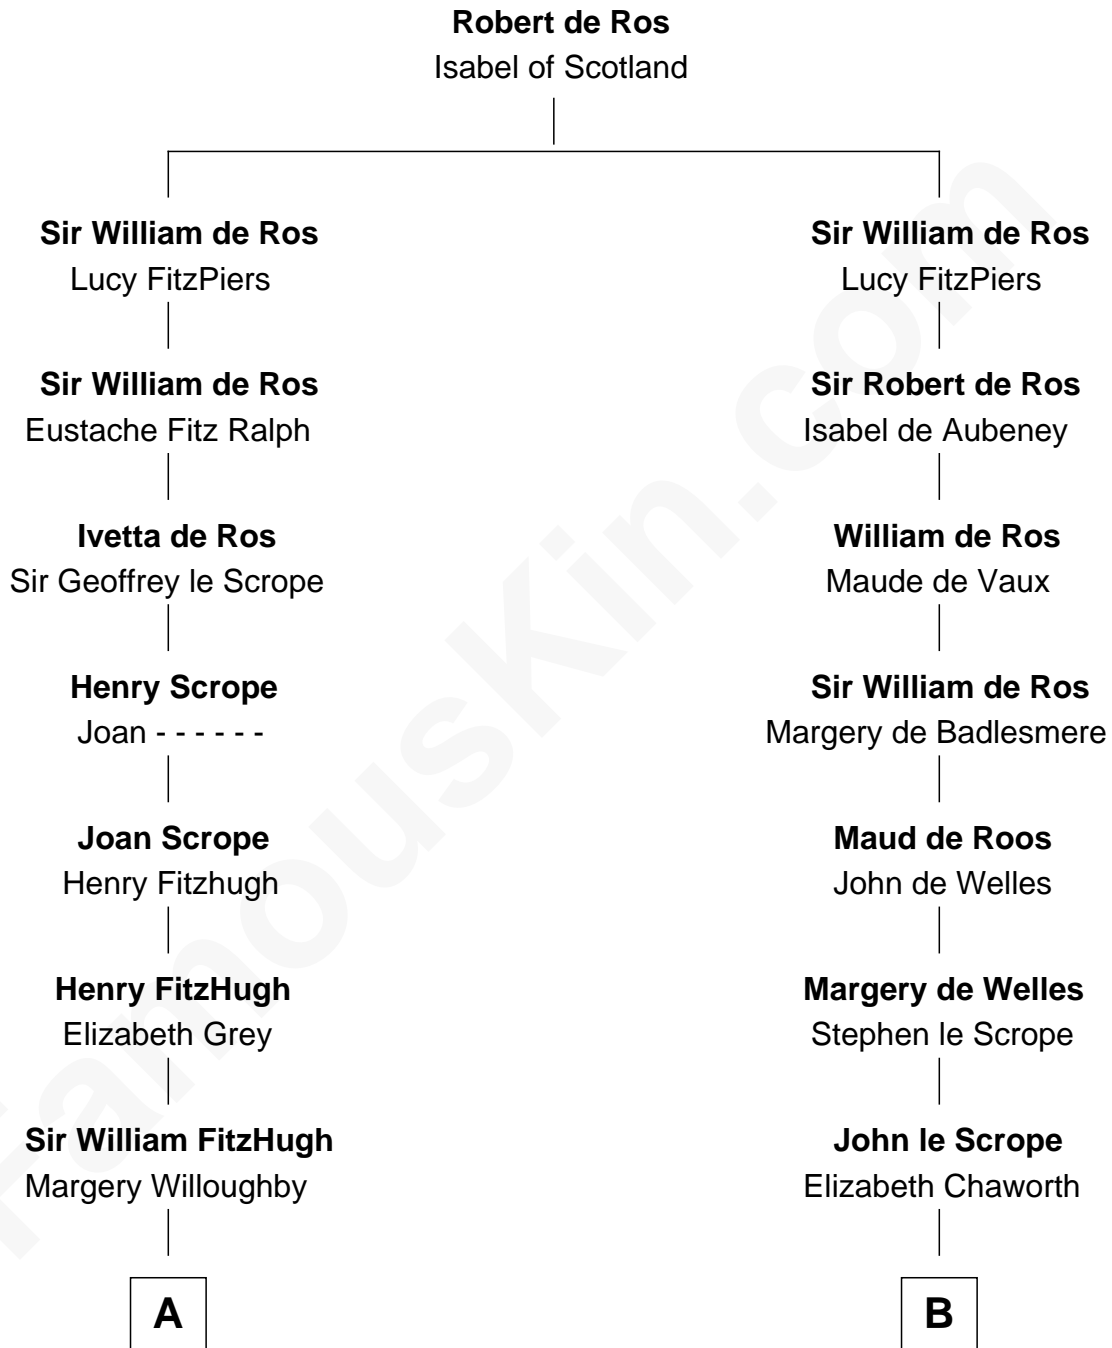 Robert de Ros
Isabel of Scotland
Sir William de Ros
Lucy FitzPiers
Sir William de Ros
Lucy FitzPiers
Sir William de Ros
Eustache Fitz Ralph
Sir Robert de Ros
Isabel de Aubeney
Ivetta de Ros
Sir Geoffrey le Scrope
William de Ros
Maude de Vaux
Henry Scrope
Joan - - - - - -
Sir William de Ros
Margery de Badlesmere
Joan Scrope
Henry Fitzhugh
Maud de Roos
John de Welles
Henry FitzHugh
Elizabeth Grey
Margery de Welles
Stephen le Scrope
Sir William FitzHugh
Margery Willoughby
John le Scrope
Elizabeth Chaworth
A
B
FamousKin.com